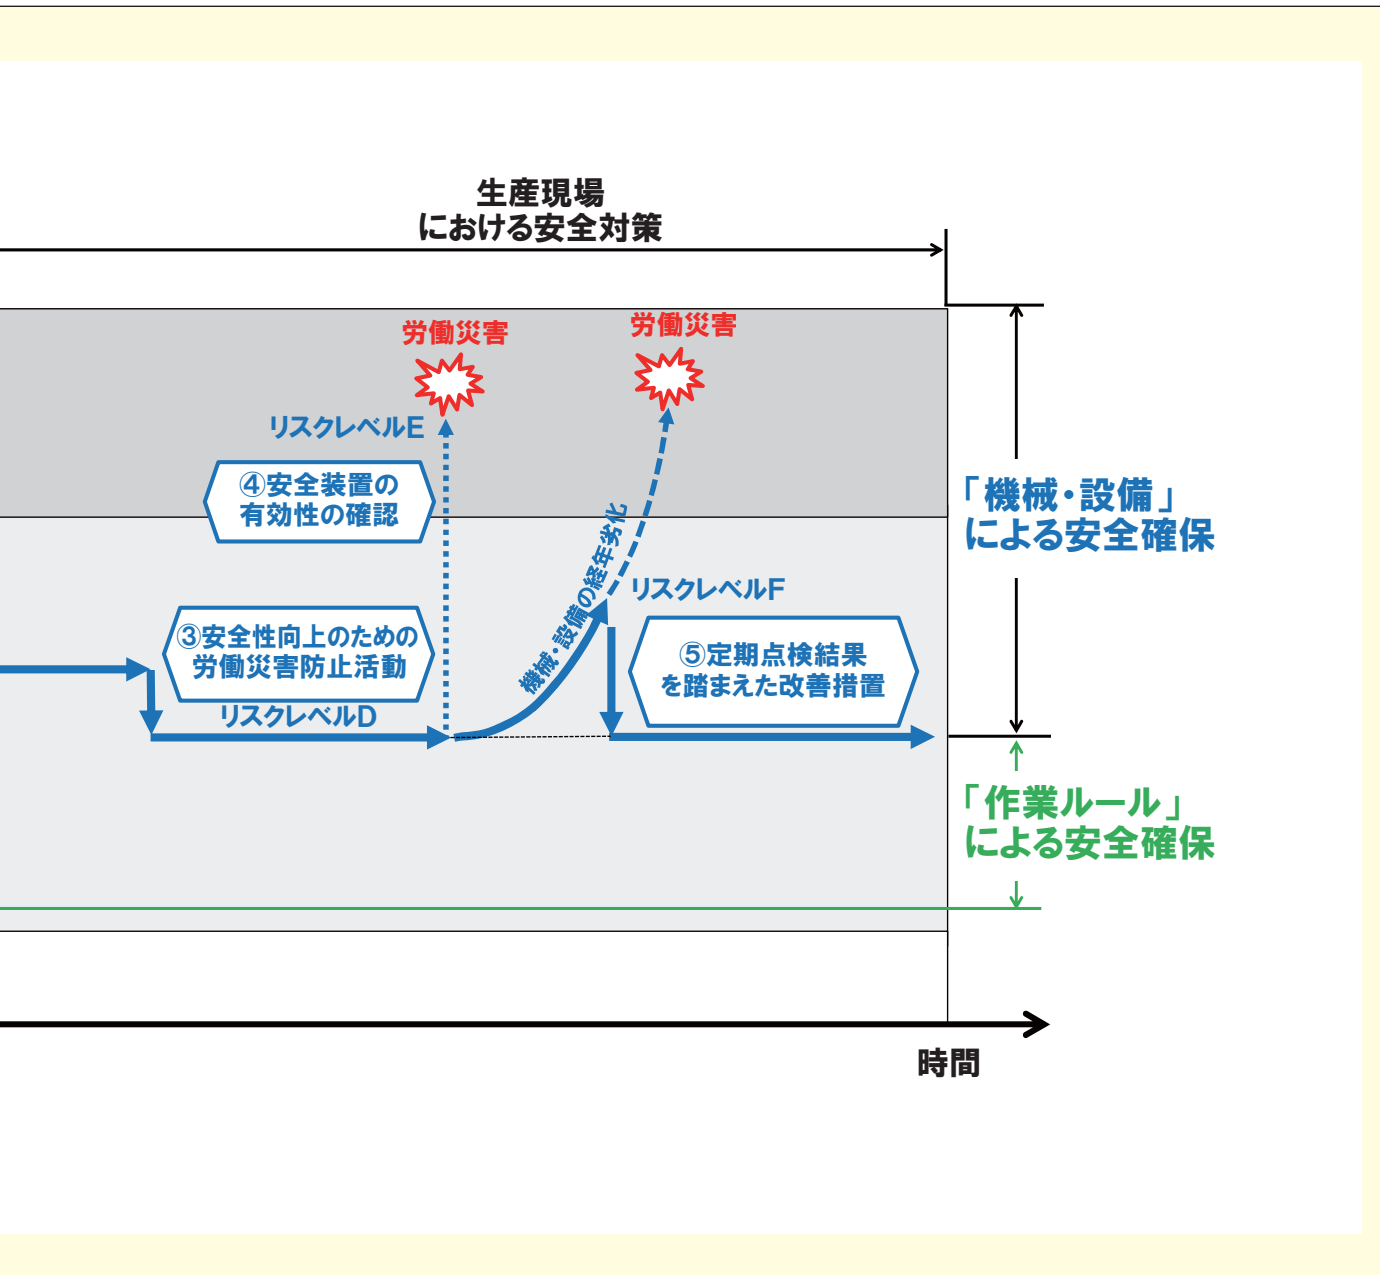 生産現場
における安全対策
労働災害
労働災害
リスクレベルE
④安全装置の
有効性の確認
「機械・設備」
による安全確保
機械・設備の経年劣化
リスクレベルF
③安全性向上のための
労働災害防止活動
⑤定期点検結果
を踏まえた改善措置
リスクレベルD
「作業ルール」
による安全確保
時間